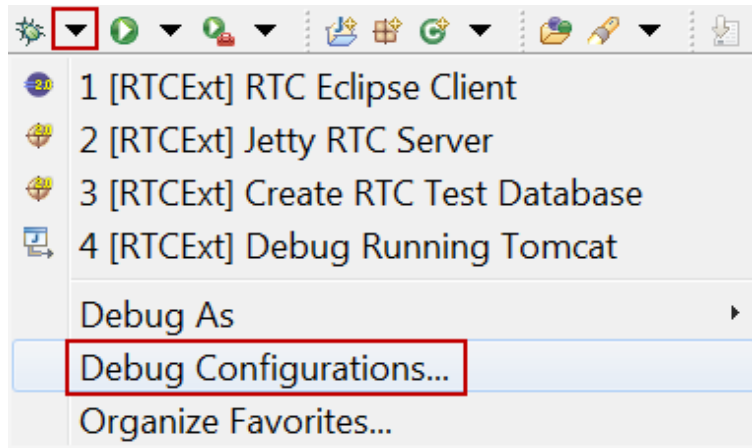 1 [RTCExt] RTC Eclipse Client
2 [RTCExt] Jetty RTC Server
3 [RTCExt] Create RTC Test Database
4 [RTCExt] Debug Running Tomcat
Debug As
Debug Configurations...
Organize Favorites...